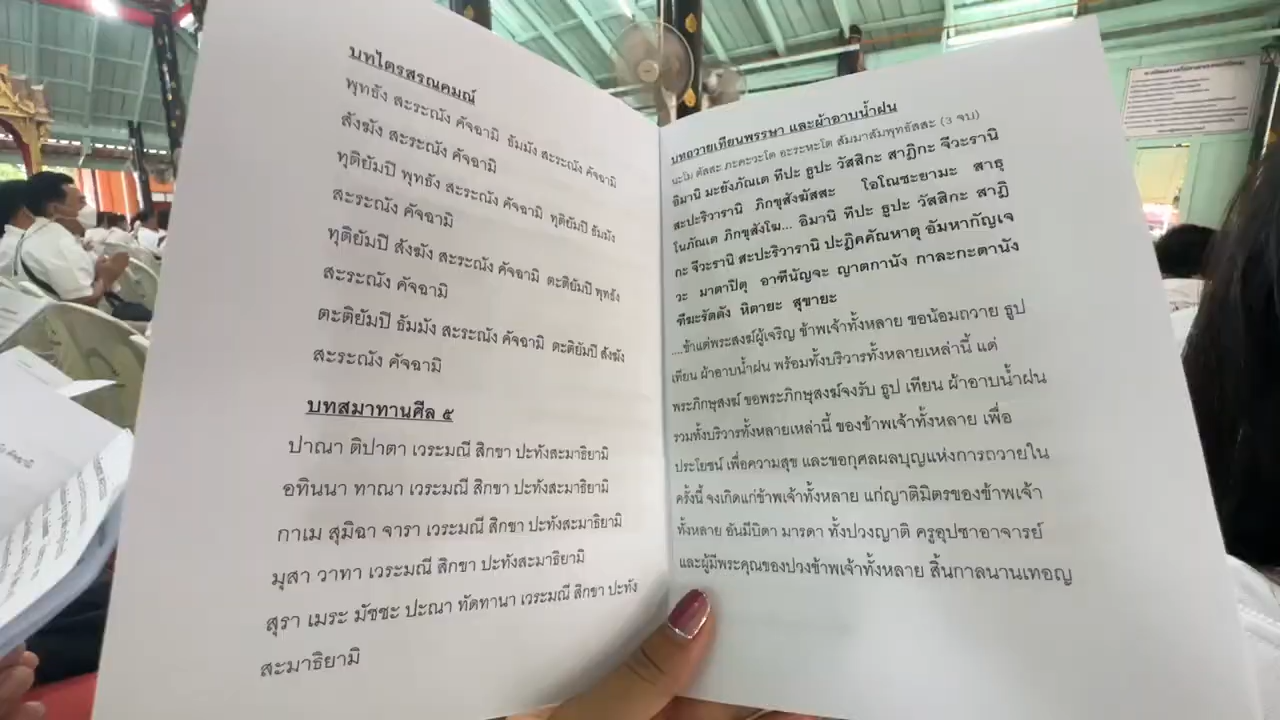 บทไตรสรณคมณ์
พุทธัง สะระณัง คัจฉามิ ธัมมัง สะระณัง คัจฉามิ
สังฆัง สะระณัง คัจฉามิ
ทุติยัมปิ พุทธัง สะระณัง คัจฉามิ ทุติยัมปิ ธัมมัง
สะระณัง คัจฉามิ
ทุติยัมปิ สังฆัง สะระณัง คัจฉามิ ตะติยัมปิ พุทธัง
สะระณัง คัจฉามิ
ตะติยัมปิ ธัมมัง สะระณัง คัจฉามิ ตะติยัมปิ สังฆัง
สะระณัง คัจฉามิ
บทสมาทานศีล ๕
ปาณา ติปาตา เวระมณี สิกขา ปะทังสะมาธิยามิ
อทินนา ทาณา เวระมณี สิกขา ปะทังสะมาธิยามิ
กาเม สุมิฉา จารา เวระมณี สิกขา ปะทังสะมาธิยามิ
มุสา วาทา เวระมณี สิกขา ปะทังสะมาธิยามิ
สุรา เมระ มัชชะ ปะณา ทัดทานา เวระมณี สิกขา ปะทัง
สะมาธิยามิ
บทถวายเทียนพรรษา และผ้าอาบน้ำฝน
นะโม ตัสสะ ภะคะวะโต อะระหะโต สัมมาสัมพุทธัสสะ (3 จบ)
อิมานิ มะยังภัณเต ทีปะ ธูปะ วัสสิกะ สาฎิกะ จีวะรานิ
สะปะริวารานิ ภิกขุสังฆัสสะ โอโณชะยามะ สาธุ
โนภัณเต ภิกขุสังโฆ... อิมานิ ทีปะ ธูปะ วัสสิกะ สาฎิ
กะ จีวะรานิ สะปะริวารานิ ปะฏิคคัณหาตุ อัมหากัญเจ
วะ มาตาปิตุ อาฑีนัญจะ ญาตกานัง กาละกะตานัง
ฑีฆะรัตตัง หิตายะ สุขายะ
....ข้าแต่พระสงฆ์ผู้เจริญ ข้าพเจ้าทั้งหลาย ขอน้อมถวาย ธูป
เทียน ผ้าอาบน้ำฝน พร้อมทั้งบริวารทั้งหลายเหล่านี้ แด่
พระภิกษุสงฆ์ ขอพระภิกษุสงฆ์จงรับ ธูป เทียน ผ้าอาบน้ำฝน
รวมทั้งบริวารทั้งหลายเหล่านี้ ของข้าพเจ้าทั้งหลาย เพื่อ
ประโยชน์ เพื่อความสุข และขอกุศลผลบุญแห่งการถวายใน
ครั้งนี้ จงเกิดแก่ข้าพเจ้าทั้งหลาย แก่ญาติมิตรของข้าพเจ้า
ทั้งหลาย อันมีบิดา มารดา ทั้งปวงญาติ ครูอุปชาอาจารย์
และผู้มีพระคุณของปวงข้าพเจ้าทั้งหลาย สิ้นกาลนานเทอญ